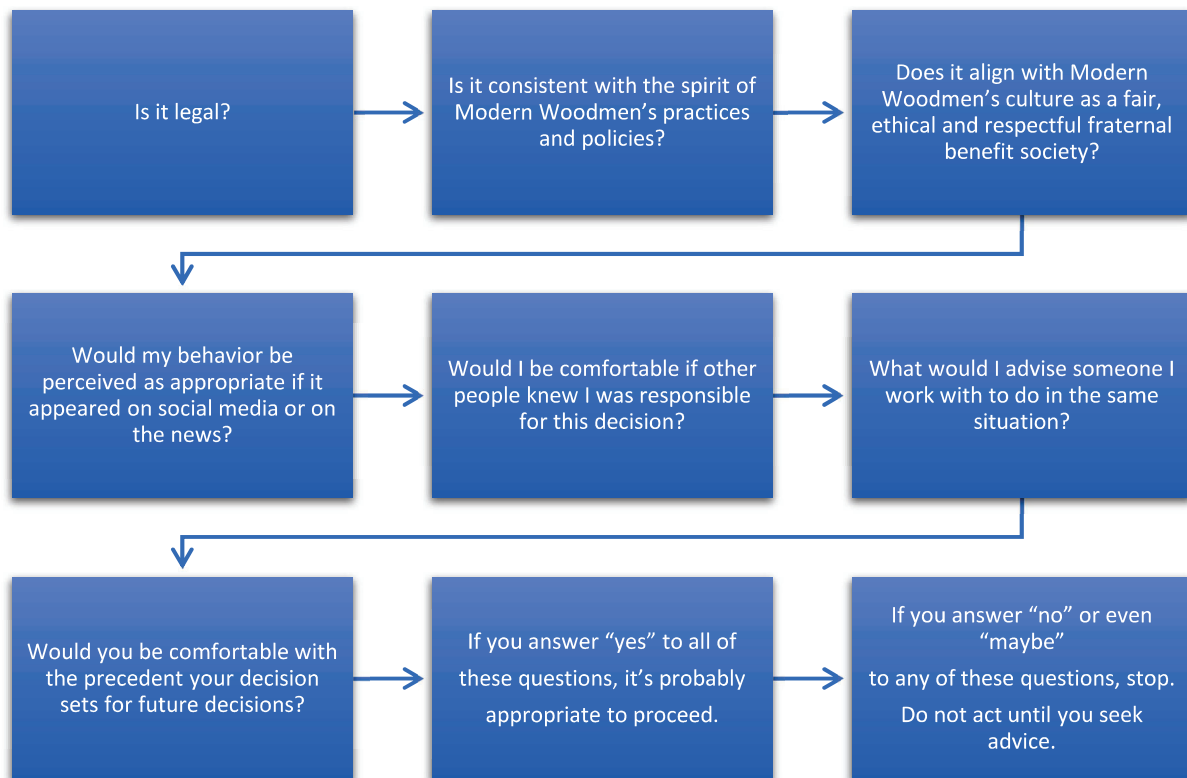 Is it legal?
Is it consistent with the spirit of
Modern Woodmen’s practices
and policies?
Does it align with Modern
Woodmen’s culture as a fair,
ethical and respectful fraternal
benefit society?
Would my behavior be
perceived as appropriate if it
appeared on social media or on
the news?
Would I be comfortable if other
people knew I was responsible
for this decision?
What would I advise someone I
work with to do in the same
situation?
Would you be comfortable with
the precedent your decision
sets for future decisions?
If you answer “yes” to all of
these questions, it’s probably
appropriate to proceed.
If you answer “no” or even
“maybe”
to any of these questions, stop.
Do not act until you seek
advice.